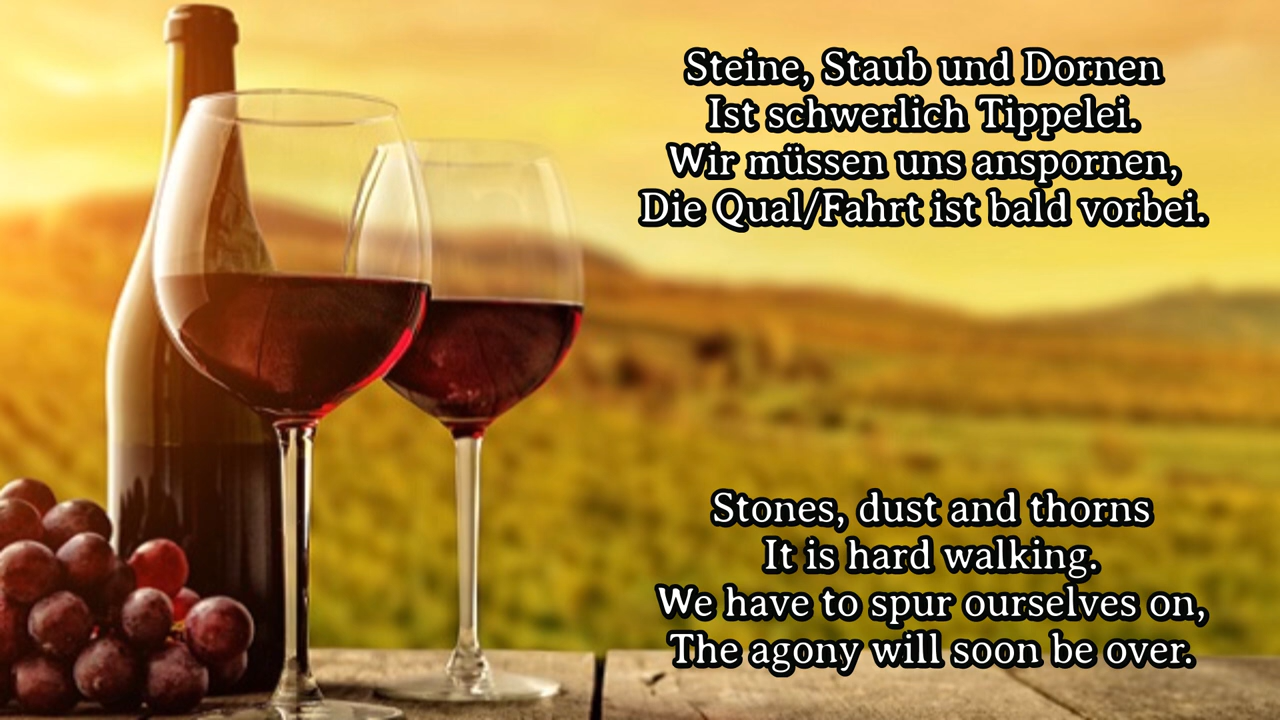 Steine, Staub und Dornen
Ist schwerlich Tippelei.
Wir müssen uns anspornen,
Die Qual/Fahrt ist bald vorbei.
Stones, dust and thorns
It is hard walking.
We have to spur ourselves on,
The agony will soon be over.